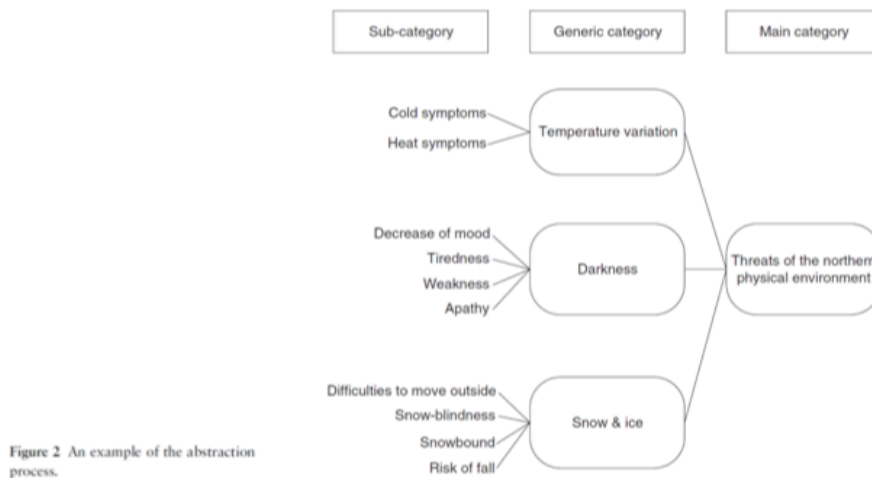 Sub-category
Generic category
Main category
Cold symptoms
Heat symptoms
Temperature variation
Decrease of mood
Tiredness
Weakness
Apathy
Darkness
Threats of the northern
physical environment
Difficulties to move outside
Snow-blindness
Snowbound
Risk of fall
Snow & ice
Figure 2 An example of the abstraction
process.